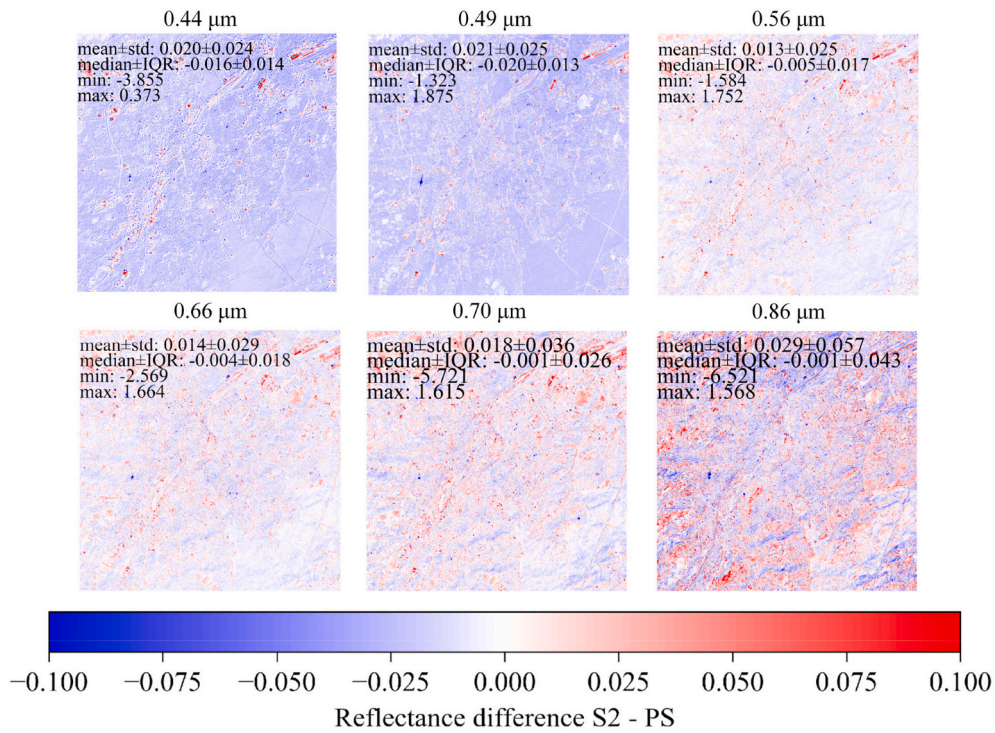 0.44 μm
mean±std: 0.020±0.024
median±IQR: -0.016±0.014
min: -3.855
max: 0.373
0.49 μm
mean±std: 0.021±0.025
median±IQR: -0.020±0.013
min: -1.323
max: 1.875
0.56 μm
mean±std: 0.013±0.025
median±IQR: -0.005±0.017
min: -1.584
max: 1.752
0.66 μm
mean±std: 0.014±0.029
median±IQR: -0.004±0.018
min: -2.569
max: 1.664
0.70 μm
mean±std: 0.018±0.036
median±IQR: -0.001±0.026
min: -5.721
max: 1.615
0.86 μm
mean±std: 0.029±0.057
median±IQR: -0.001±0.043
min: -6.521
max: 1.568
−0.100 −0.075 −0.050 −0.025 0.000 0.025 0.050 0.075 0.100
Reflectance difference S2 - PS